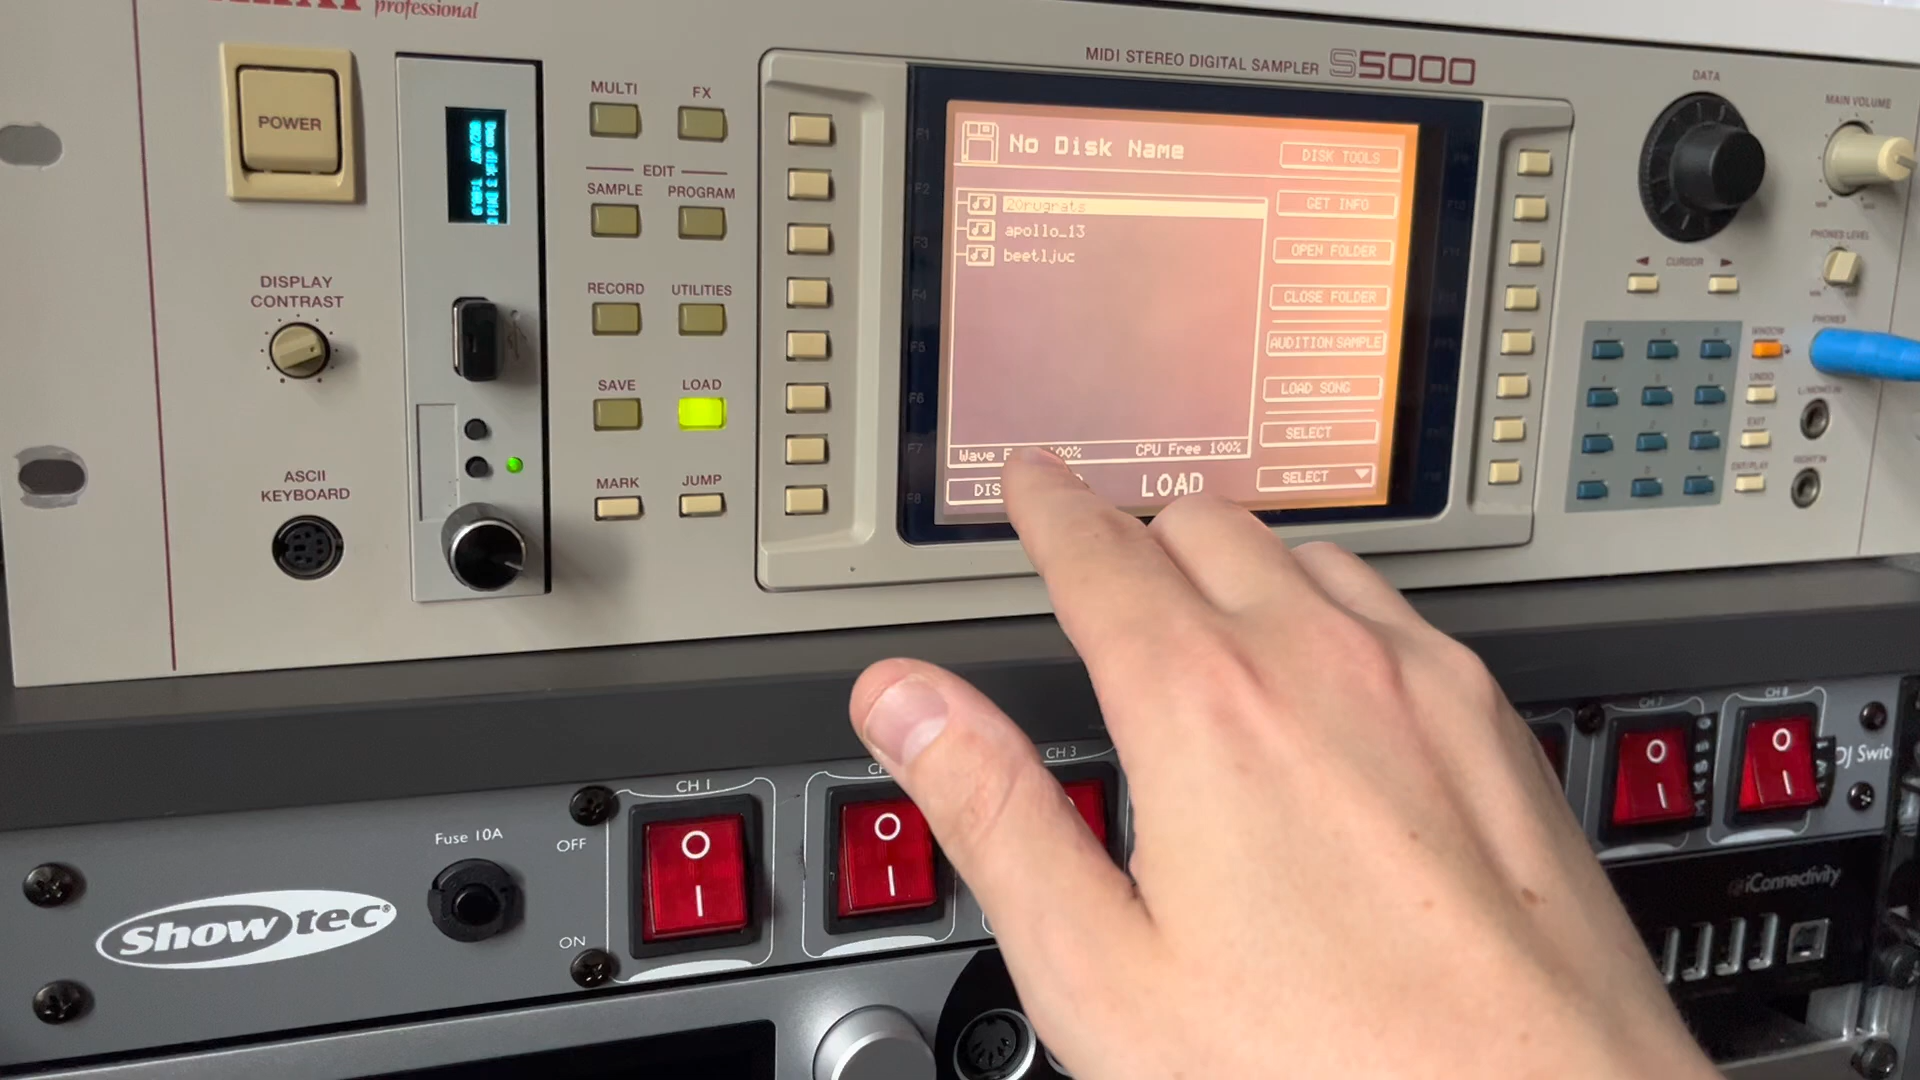 professional
MIDI STEREO DIGITAL SAMPLER S5000
POWER
DISPLAY
CONTRAST
ASCII
KEYBOARD
MULTI
FX
EDIT
SAMPLE
PROGRAM
RECORD
UTILITIES
SAVE
LOAD
MARK
JUMP
F1
F2
F3
F4
F5
F6
F7
F8
No Disk Name
20rugrats
apollo_13
beetljuc
CPU Free 100%
Wave
100%
LOAD
DISK TOOLS
GET INFO
OPEN FOLDER
CLOSE FOLDER
AUDITION SAMPLE
LOAD SONG
SELECT
SELECT
DATA
CURSOR
MAIN VOLUME
PHONES LEVEL
PHONES
WINDOW
UNDO
EXIT
Fuse 10A
OFF
ON
CH 1
CH 3
CH 7
CH 8
O
I
O
I
O
I
O
I
Showtec®
iConnectivity